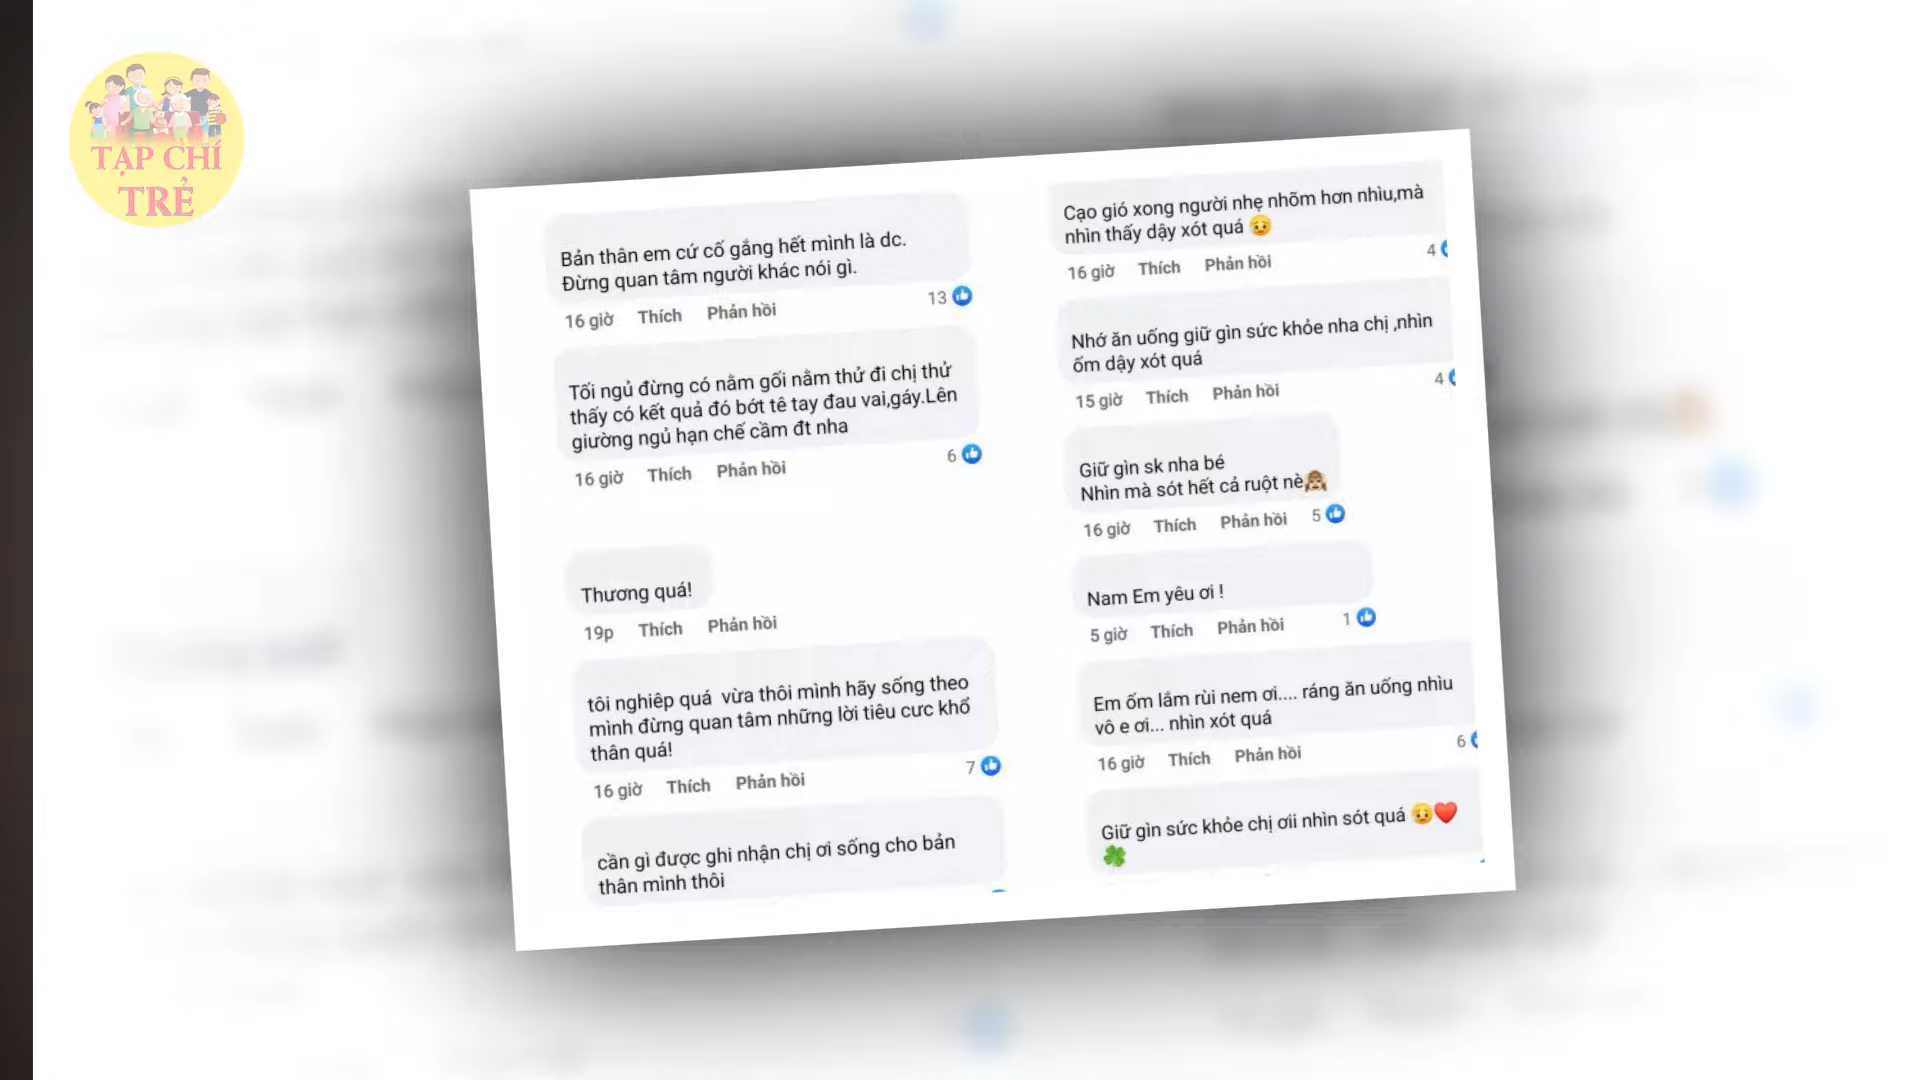 TẠP CHÍ
TRẺ
Bản thân em cứ cố gắng hết mình là dc.
Đừng quan tâm người khác nói gì.
16 giờ Thích Phản hồi 13
Tối ngủ đừng có nằm gối nằm thử đi chị thử
thấy có kết quả đó bớt tê tay đau vai,gáy.Lên
giường ngủ hạn chế cầm đt nha
16 giờ Thích Phản hồi 6
Thương quá!
19p Thích Phản hồi
tôi nghiêp quá vừa thôi mình hãy sống theo
mình đừng quan tâm những lời tiêu cưc khổ
thân quá!
16 giờ Thích Phản hồi 7
cần gì được ghi nhận chị ơi sống cho bản
thân mình thôi
Cạo gió xong người nhẹ nhõm hơn nhìu,mà
nhìn thấy dậy xót quá 😥
16 giờ Thích Phản hồi 4
Nhớ ăn uống giữ gìn sức khỏe nha chị ,nhìn
ốm dậy xót quá
15 giờ Thích Phản hồi 4
Giữ gìn sk nha bé
Nhìn mà sót hết cả ruột nè🙈
16 giờ Thích Phản hồi 5
Nam Em yêu ơi !
5 giờ Thích Phản hồi 1
Em ốm lắm rùi nem ơi.... ráng ăn uống nhìu
vô e ơi... nhìn xót quá
16 giờ Thích Phản hồi 6
Giữ gìn sức khỏe chị ơii nhìn sót quá 😥❤️
🍀